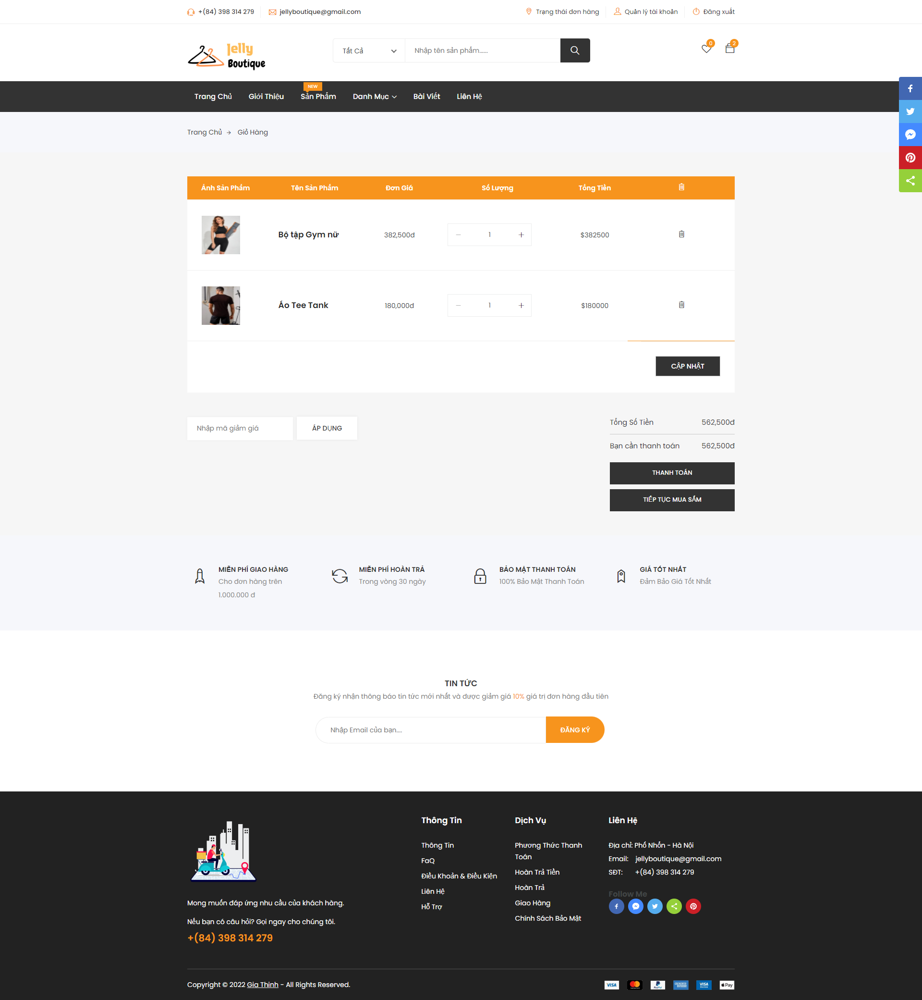 +(84) 398 314 279
jellyboutique@gmail.com
Trạng thái đơn hàng
Quản lý tài khoản
Đăng xuất
Jelly
Boutique
Tất Cả
Nhập tên sản phẩm......
0
2
NEW
Trang Chủ
Giới Thiệu
Sản Phẩm
Danh Mục
Bài Viết
Liên Hệ
Trang Chủ → Giỏ Hàng
Ảnh Sản Phẩm
Tên Sản Phẩm
Đơn Giá
Số Lượng
Tổng Tiền
Bộ tập Gym nữ
382,500đ
1
$382500
Áo Tee Tank
180,000đ
1
$180000
CẬP NHẬT
Nhập mã giảm giá
ÁP DỤNG
Tổng Số Tiền
562,500đ
Bạn cần thanh toán
562,500đ
THANH TOÁN
TIẾP TỤC MUA SẮM
MIỄN PHÍ GIAO HÀNG
Cho đơn hàng trên
1.000.000 đ
MIỄN PHÍ HOÀN TRẢ
Trong vòng 30 ngày
BẢO MẬT THANH TOÁN
100% Bảo Mật Thanh Toán
GIÁ TỐT NHẤT
Đảm Bảo Giá Tốt Nhất
TIN TỨC
Đăng ký nhận thông báo tin tức mới nhất và được giảm giá 10% giá trị đơn hàng đầu tiên
Nhập Email của bạn....
ĐĂNG KÝ
Mong muốn đáp ứng nhu cầu của khách hàng.
Nếu bạn có câu hỏi? Gọi ngay cho chúng tôi.
+(84) 398 314 279
Thông Tin
Thông Tin
FaQ
Điều Khoản & Điều Kiện
Liên Hệ
Hỗ Trợ
Dịch Vụ
Phương Thức Thanh
Toán
Hoàn Trả Tiền
Hoàn Trả
Giao Hàng
Chính Sách Bảo Mật
Liên Hệ
Địa chỉ: Phố Nhổn - Hà Nội
Email: jellyboutique@gmail.com
SĐT: +(84) 398 314 279
Follow Me
Copyright © 2022 Gia Thinh - All Rights Reserved.
VISA
PayPal
VISA
Pay